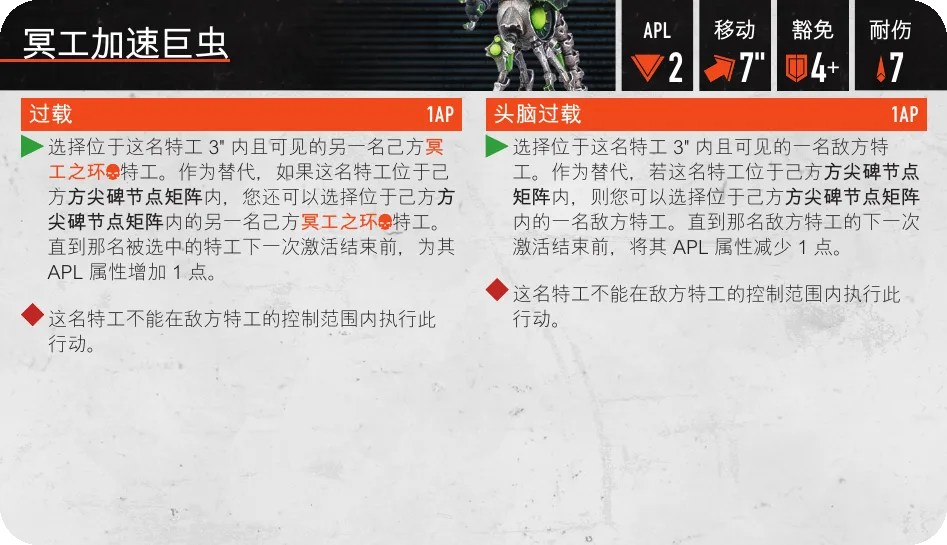 冥工加速巨虫
APL
2
移动
7"
豁免
4+
耐伤
7
过载 1AP
选择位于这名特工 3" 内且可见的另一名己方冥
工之环特工。作为替代，如果这名特工位于己
方方尖碑节点矩阵内，您还可以选择位于己方方
尖碑节点矩阵内的另一名己方冥工之环特工。
直到那名被选中的特工下一次激活结束前，为其
APL 属性增加 1 点。
这名特工不能在敌方特工的控制范围内执行此
行动。
头脑过载 1AP
选择位于这名特工 3" 内且可见的一名敌方特
工。作为替代，若这名特工位于己方方尖碑节点
矩阵内，则您可以选择位于己方方尖碑节点矩阵
内的一名敌方特工。直到那名敌方特工的下一次
激活结束前，将其 APL 属性减少 1 点。
这名特工不能在敌方特工的控制范围内执行此
行动。